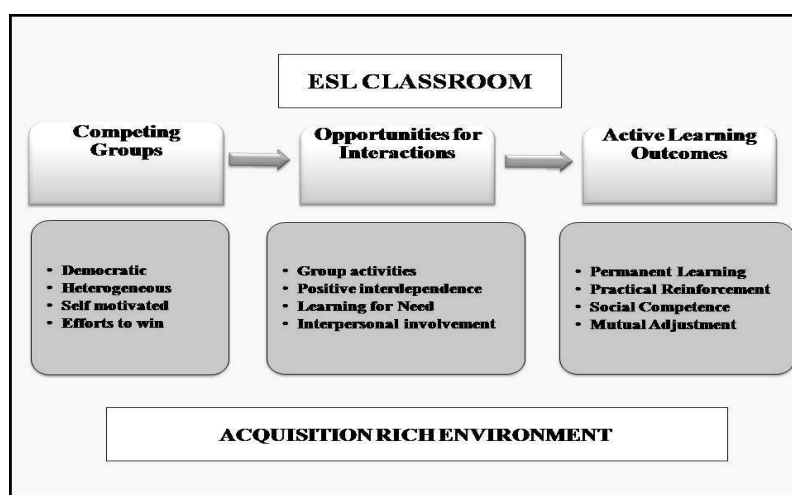 ESL CLASSROOM
Competing
Groups
Opportunities for
Interactions
Active Learning
Outcomes
• Democratic
• Heterogeneous
• Self motivated
• Efforts to win
• Group activities
• Positive interdependence
• Learning for Need
• Interpersonal involvement
• Permanent Learning
• Practical Reinforcement
• Social Competence
• Mutual Adjustment
ACQUISITION RICH ENVIRONMENT